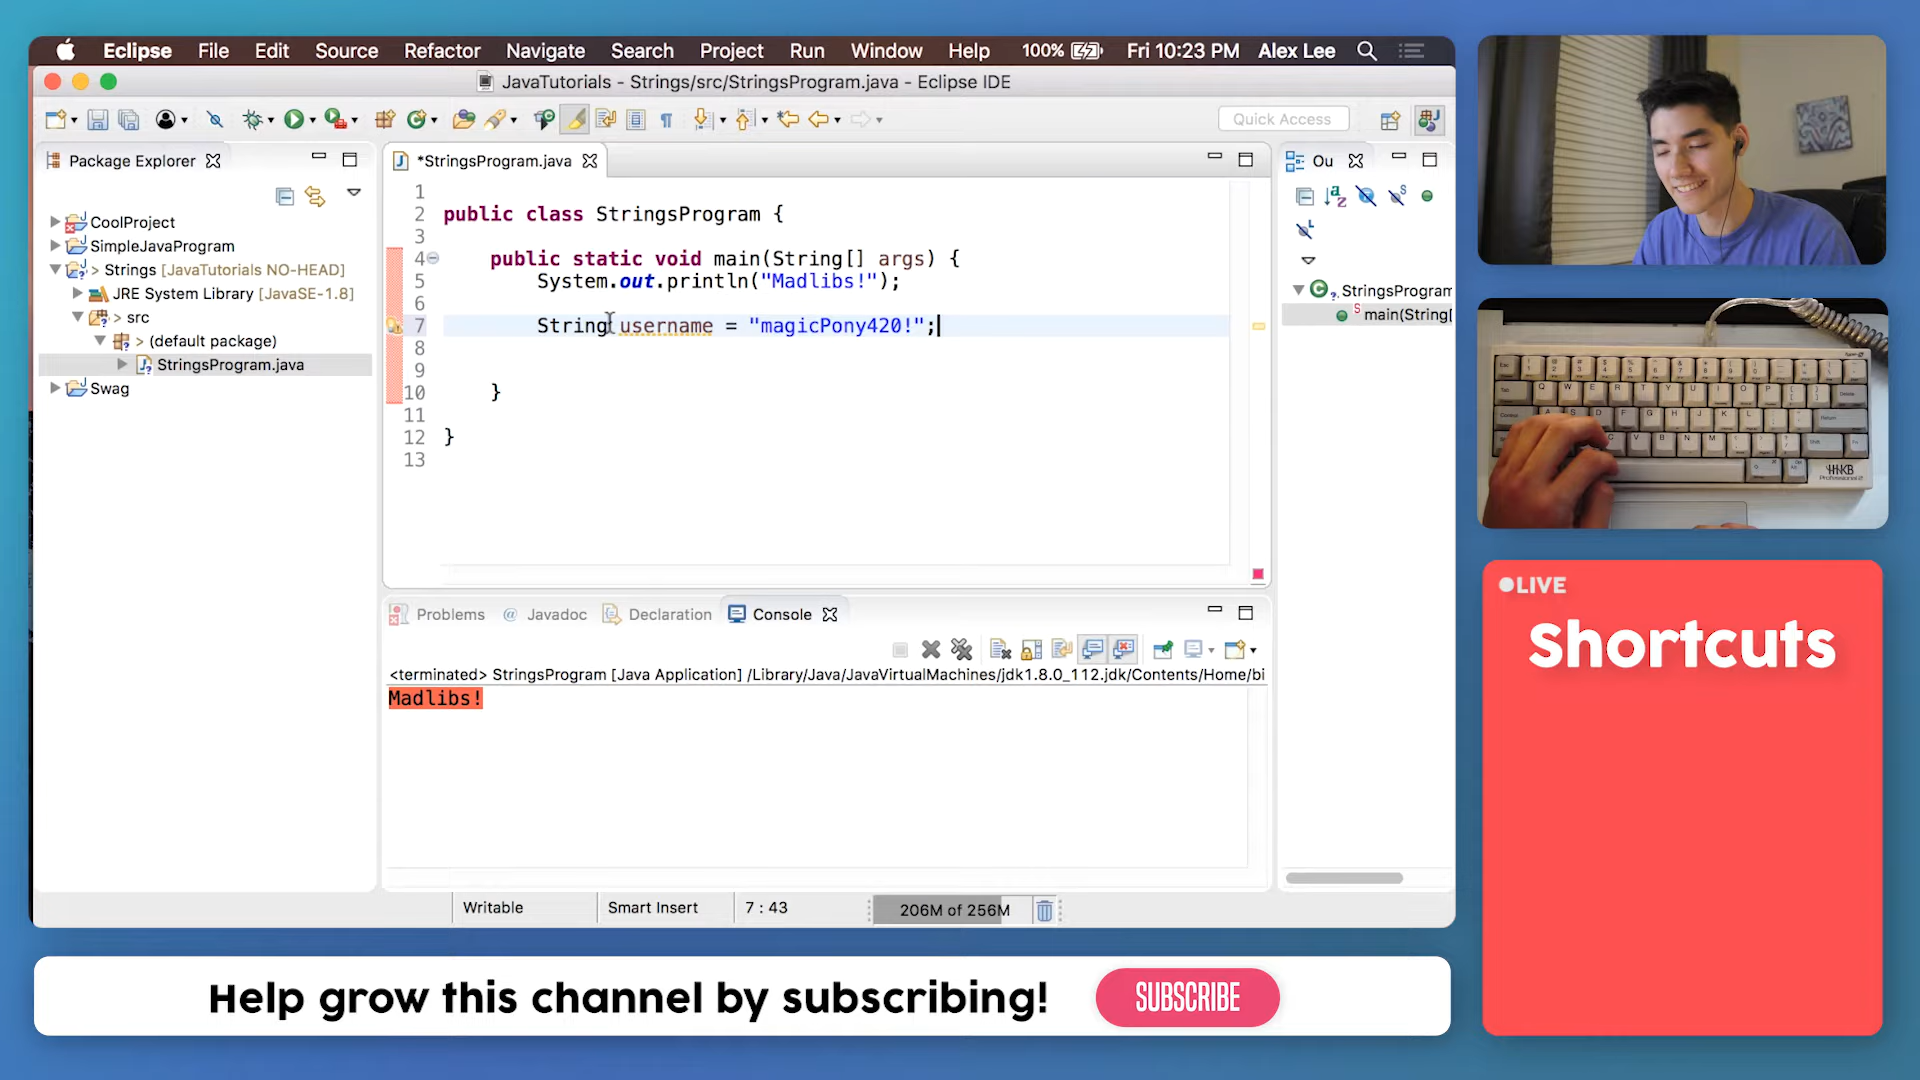 Eclipse File Edit Source Refactor Navigate Search Project Run Window Help 100% Fri 10:23 PM Alex Lee
JavaTutorials - Strings/src/StringsProgram.java - Eclipse IDE
Quick Access
Package Explorer
CoolProject
SimpleJavaProgram
> Strings [JavaTutorials NO-HEAD]
JRE System Library [JavaSE-1.8]
> src
> (default package)
StringsProgram.java
Swag
*StringsProgram.java
1
2 public class StringsProgram {
3
4 public static void main(String[] args) {
5 System.out.println("Madlibs!");
6
7 String username = "magicPony420!";
8
9
10 }
11
12 }
13
Ou
StringsProgram
main(String[
Problems @ Javadoc Declaration Console
<terminated> StringsProgram [Java Application] /Library/Java/JavaVirtualMachines/jdk1.8.0_112.jdk/Contents/Home/bi
Madlibs!
Writable Smart Insert 7 : 43 206M of 256M
HHKB
Professional
LIVE
Shortcuts
Help grow this channel by subscribing!
SUBSCRIBE